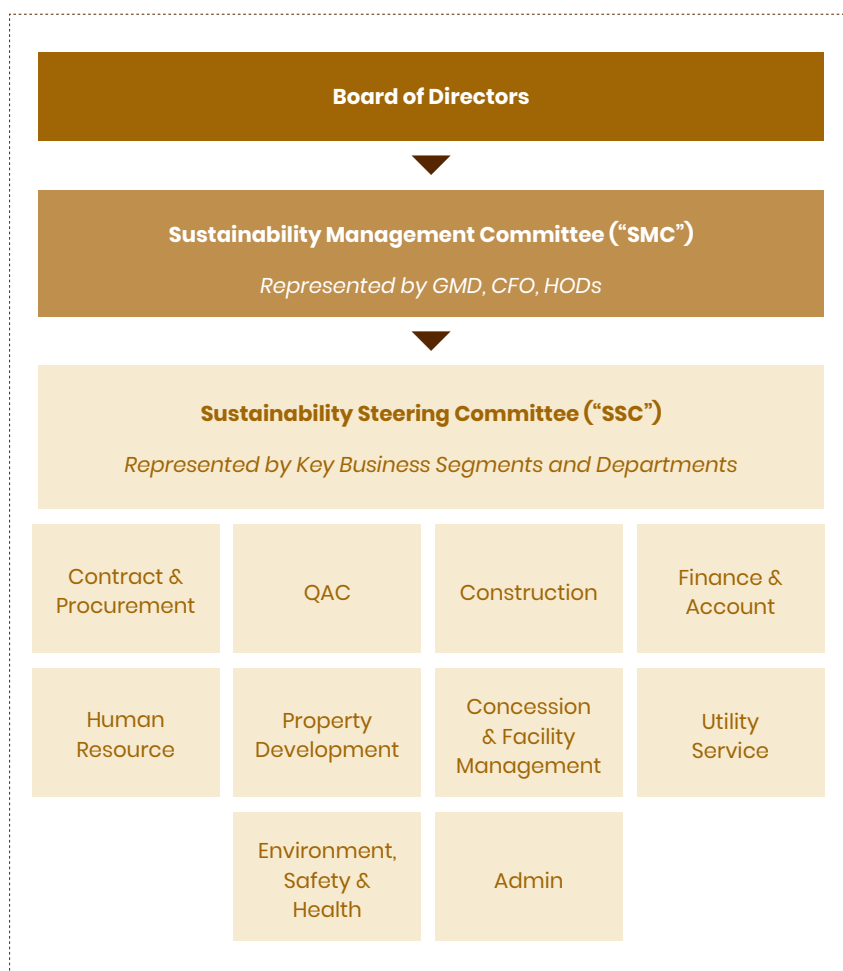 Board of Directors
Sustainability Management Committee (“SMC”)
Represented by GMD, CFO, HODs
Sustainability Steering Committee (“SSC”)
Represented by Key Business Segments and Departments
Contract &
Procurement
QAC
Construction
Finance &
Account
Human
Resource
Property
Development
Concession
& Facility
Management
Utility
Service
Environment,
Safety &
Health
Admin